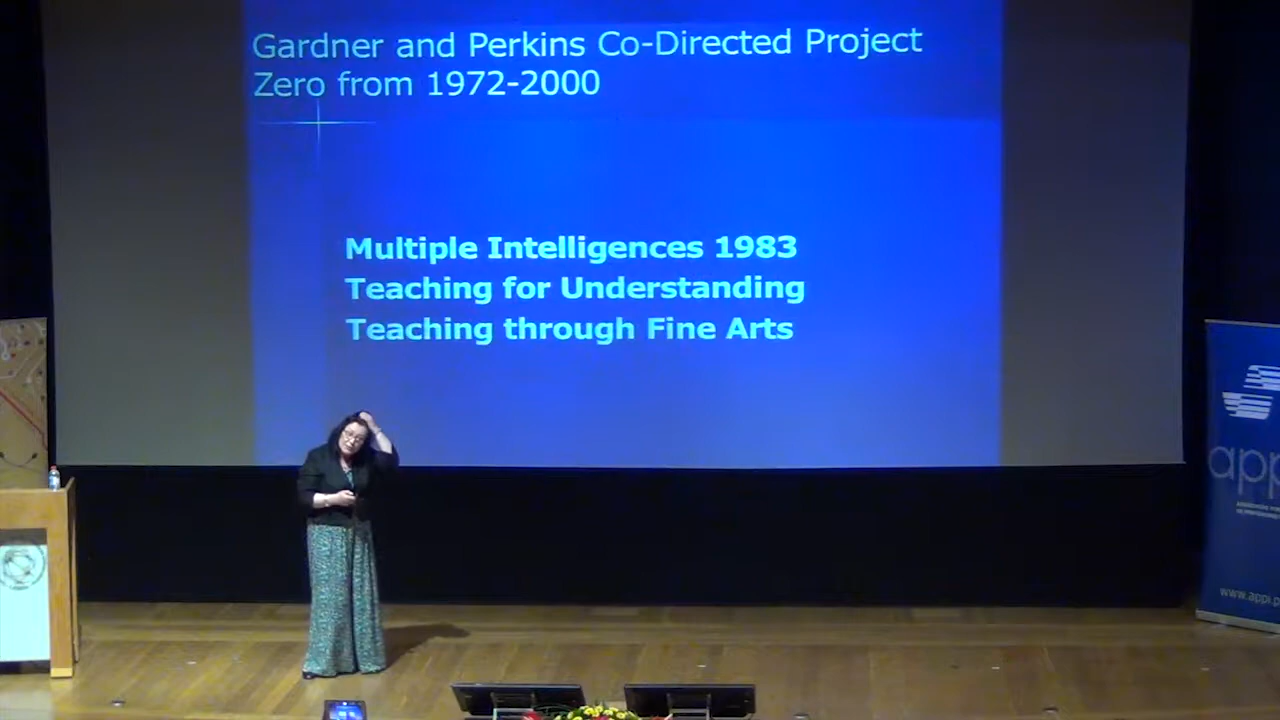 Gardner and Perkins Co-Directed Project
Zero from 1972-2000
Multiple Intelligences 1983
Teaching for Understanding
Teaching through Fine Arts
app
www.appi.p